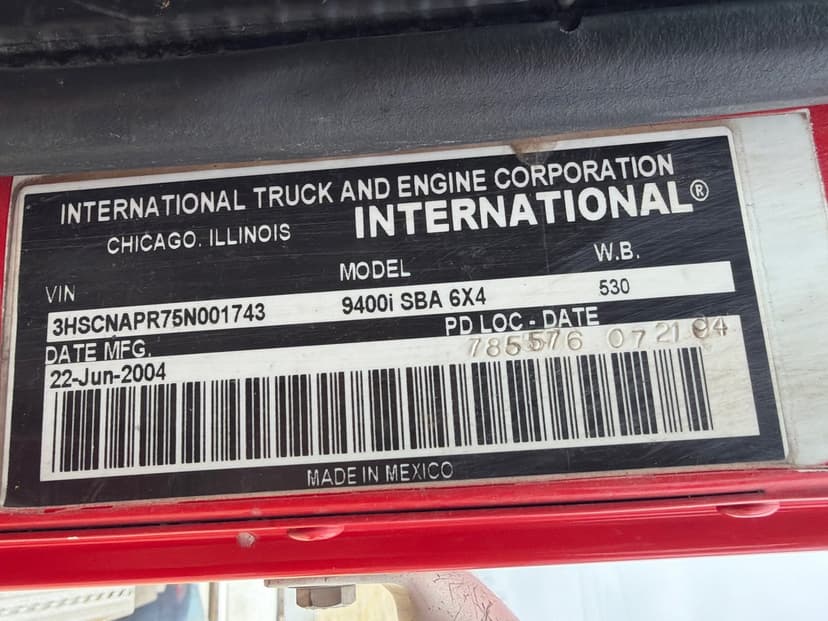 INTERNATIONAL TRUCK AND ENGINE CORPORATION
CHICAGO, ILLINOIS INTERNATIONAL®
VIN MODEL W.B.
3HSCNAPR75N001743 9400i SBA 6X4 530
DATE MFG. PD LOC - DATE
22-Jun-2004 785576 072194
MADE IN MEXICO